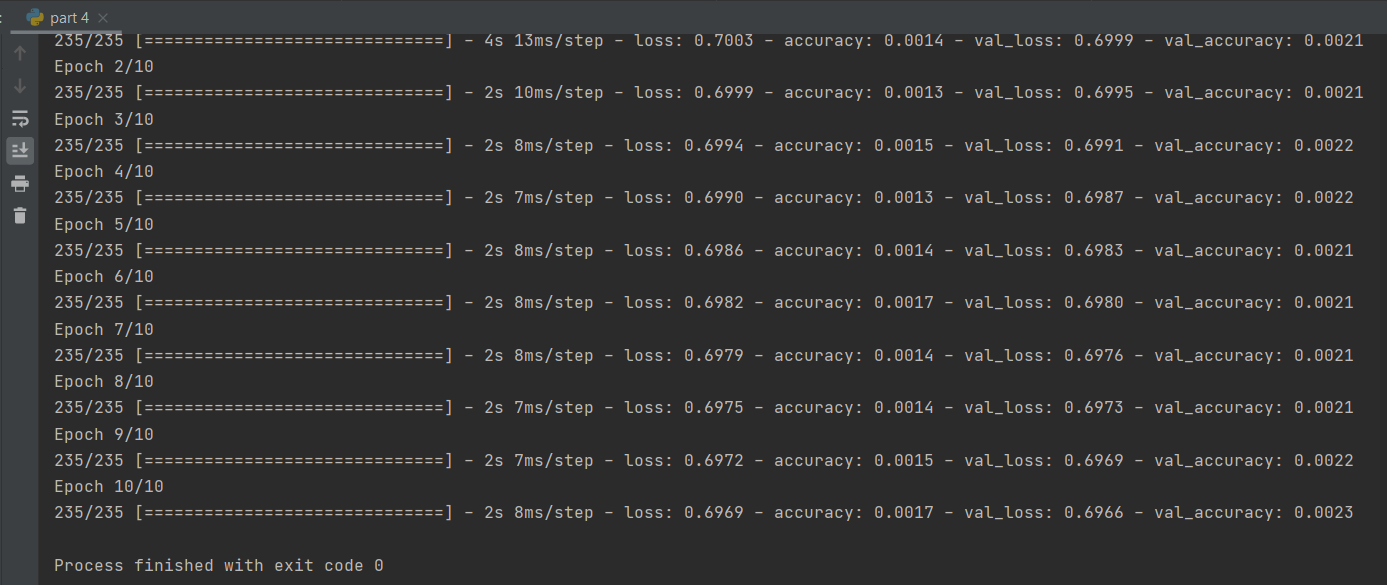 part 4
235/235 [==============================] - 4s 13ms/step - loss: 0.7003 - accuracy: 0.0014 - val_loss: 0.6999 - val_accuracy: 0.0021
Epoch 2/10
235/235 [==============================] - 2s 10ms/step - loss: 0.6999 - accuracy: 0.0013 - val_loss: 0.6995 - val_accuracy: 0.0021
Epoch 3/10
235/235 [==============================] - 2s 8ms/step - loss: 0.6994 - accuracy: 0.0015 - val_loss: 0.6991 - val_accuracy: 0.0022
Epoch 4/10
235/235 [==============================] - 2s 7ms/step - loss: 0.6990 - accuracy: 0.0013 - val_loss: 0.6987 - val_accuracy: 0.0022
Epoch 5/10
235/235 [==============================] - 2s 8ms/step - loss: 0.6986 - accuracy: 0.0014 - val_loss: 0.6983 - val_accuracy: 0.0021
Epoch 6/10
235/235 [==============================] - 2s 8ms/step - loss: 0.6982 - accuracy: 0.0017 - val_loss: 0.6980 - val_accuracy: 0.0021
Epoch 7/10
235/235 [==============================] - 2s 8ms/step - loss: 0.6979 - accuracy: 0.0014 - val_loss: 0.6976 - val_accuracy: 0.0021
Epoch 8/10
235/235 [==============================] - 2s 7ms/step - loss: 0.6975 - accuracy: 0.0014 - val_loss: 0.6973 - val_accuracy: 0.0021
Epoch 9/10
235/235 [==============================] - 2s 7ms/step - loss: 0.6972 - accuracy: 0.0015 - val_loss: 0.6969 - val_accuracy: 0.0022
Epoch 10/10
235/235 [==============================] - 2s 8ms/step - loss: 0.6969 - accuracy: 0.0017 - val_loss: 0.6966 - val_accuracy: 0.0023
Process finished with exit code 0